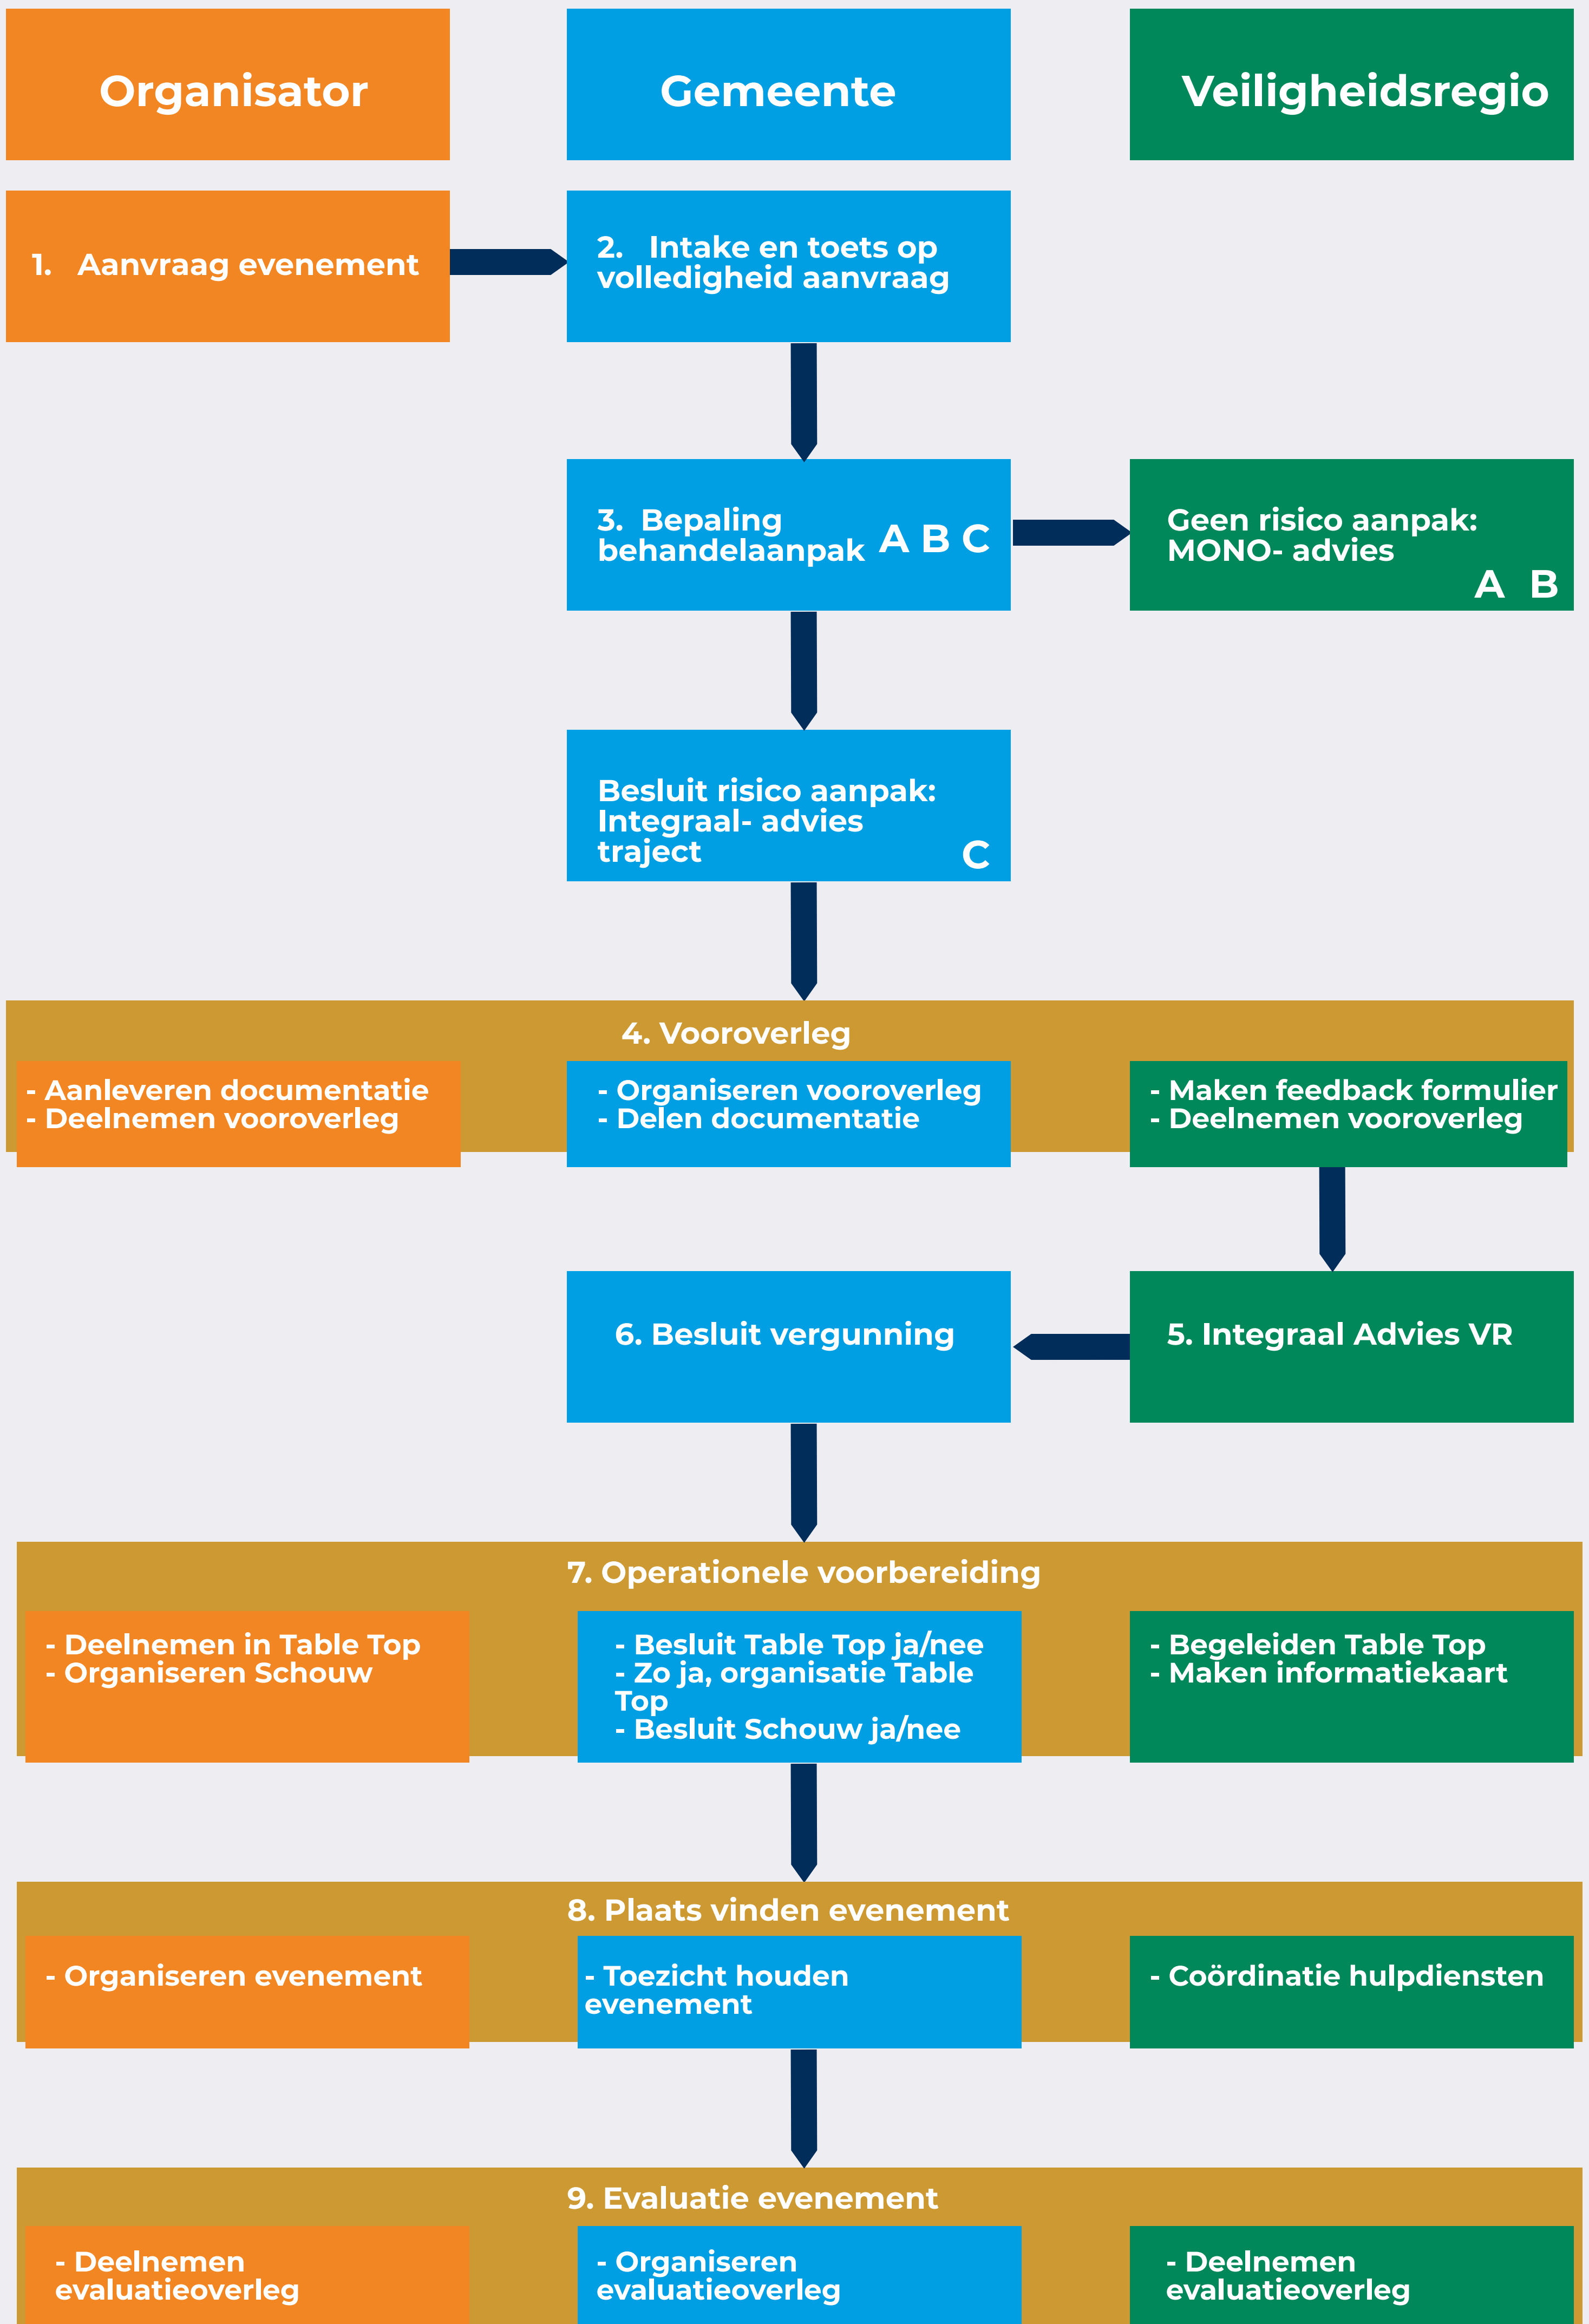 Organisator
Gemeente
Veiligheidsregio
1. Aanvraag evenement
2. Intake en toets op
volledigheid aanvraag
3. Bepaling
behandelaanpak
A B C
Geen risico aanpak:
MONO- advies
A B
Besluit risico aanpak:
Integraal- advies
traject
C
4. Vooroverleg
- Aanleveren documentatie
- Deelnemen vooroverleg
- Organiseren vooroverleg
- Delen documentatie
- Maken feedback formulier
- Deelnemen vooroverleg
6. Besluit vergunning
5. Integraal Advies VR
7. Operationele voorbereiding
- Deelnemen in Table Top
- Organiseren Schouw
- Besluit Table Top ja/nee
- Zo ja, organisatie Table
Top
- Besluit Schouw ja/nee
- Begeleiden Table Top
- Maken informatiekaart
8. Plaats vinden evenement
- Organiseren evenement
- Toezicht houden
evenement
- Coördinatie hulpdiensten
9. Evaluatie evenement
- Deelnemen
evaluatieoverleg
- Organiseren
evaluatieoverleg
- Deelnemen
evaluatieoverleg